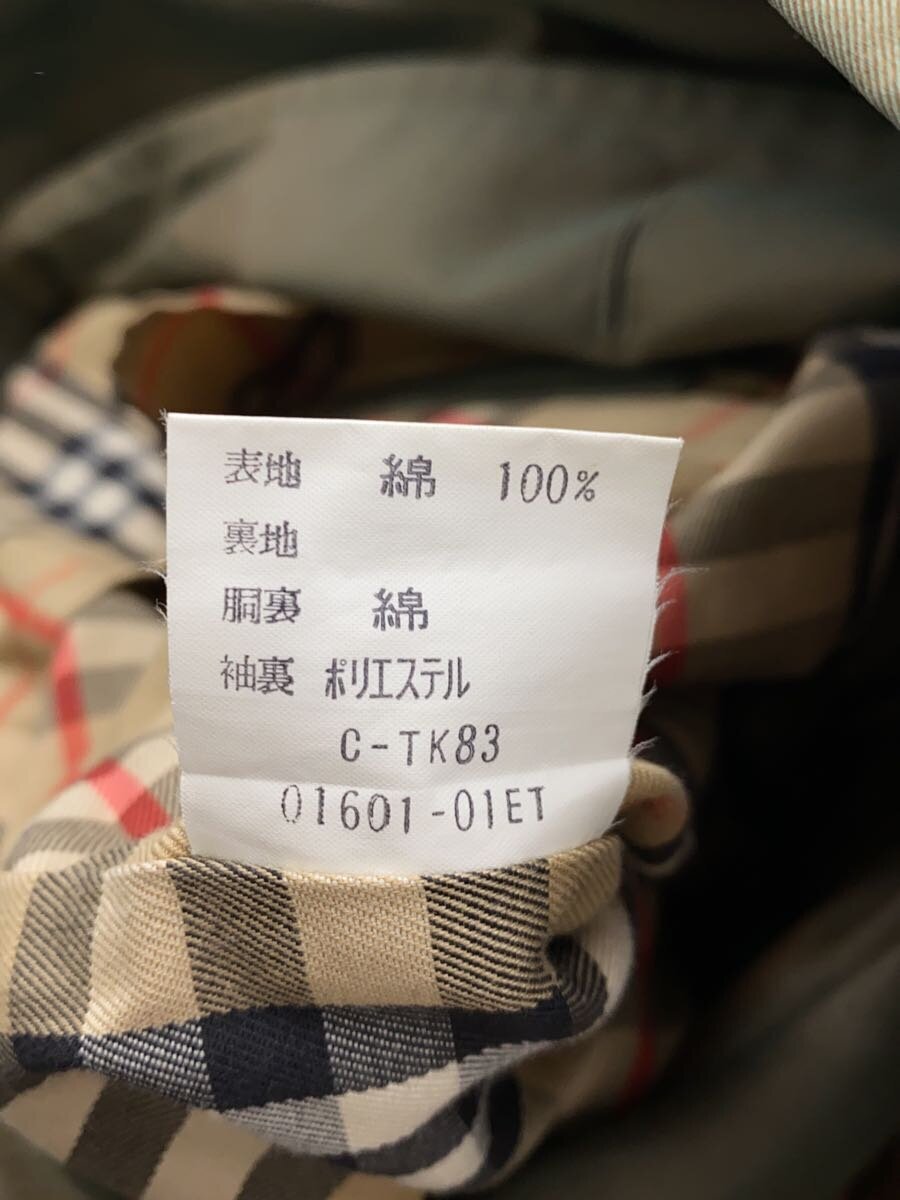 表地 綿 100%
裏地
胴裏 綿
袖裏 ポリエステル
C-TK83
01601-01ET